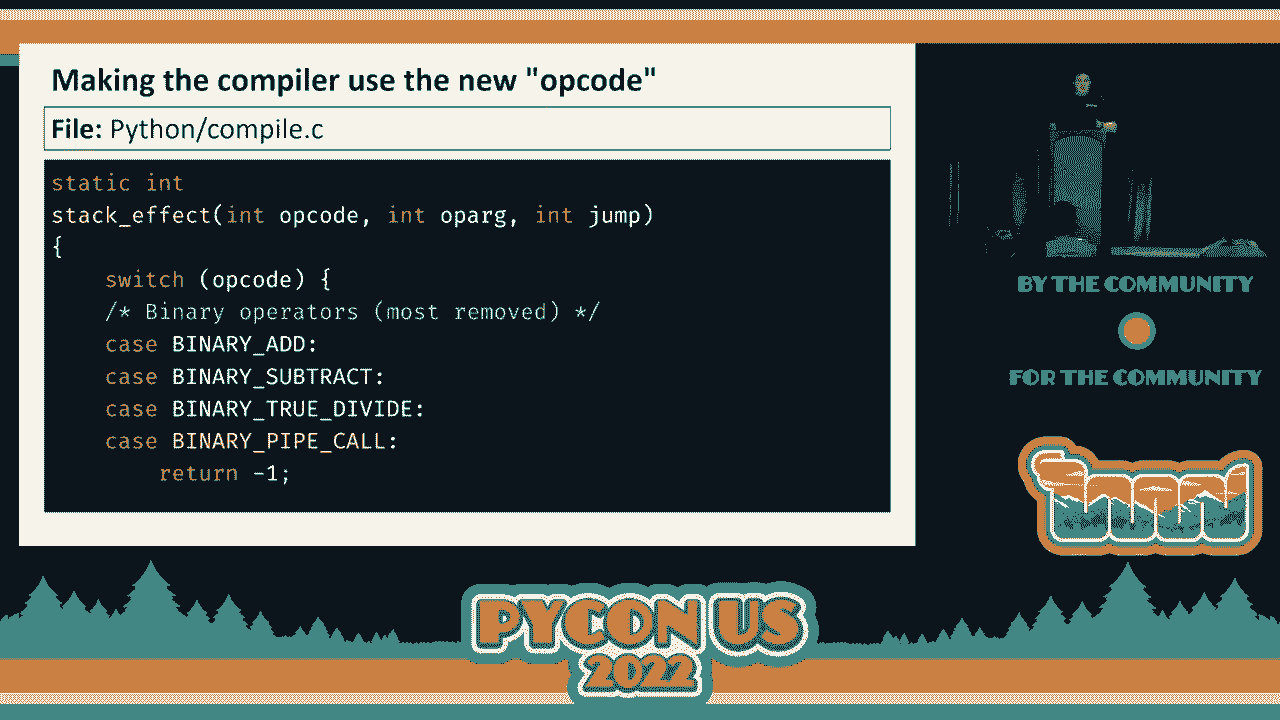 Making the compiler use the new "opcode"
File: Python/compile.c
static int
stack_effect(int opcode, int oparg, int jump)
{
    switch (opcode) {
    /* Binary operators (most removed) */
    case BINARY_ADD:
    case BINARY_SUBTRACT:
    case BINARY_TRUE_DIVIDE:
    case BINARY_PIPE_CALL:
        return -1;
BY THE COMMUNITY
FOR THE COMMUNITY
PYCON US
2022